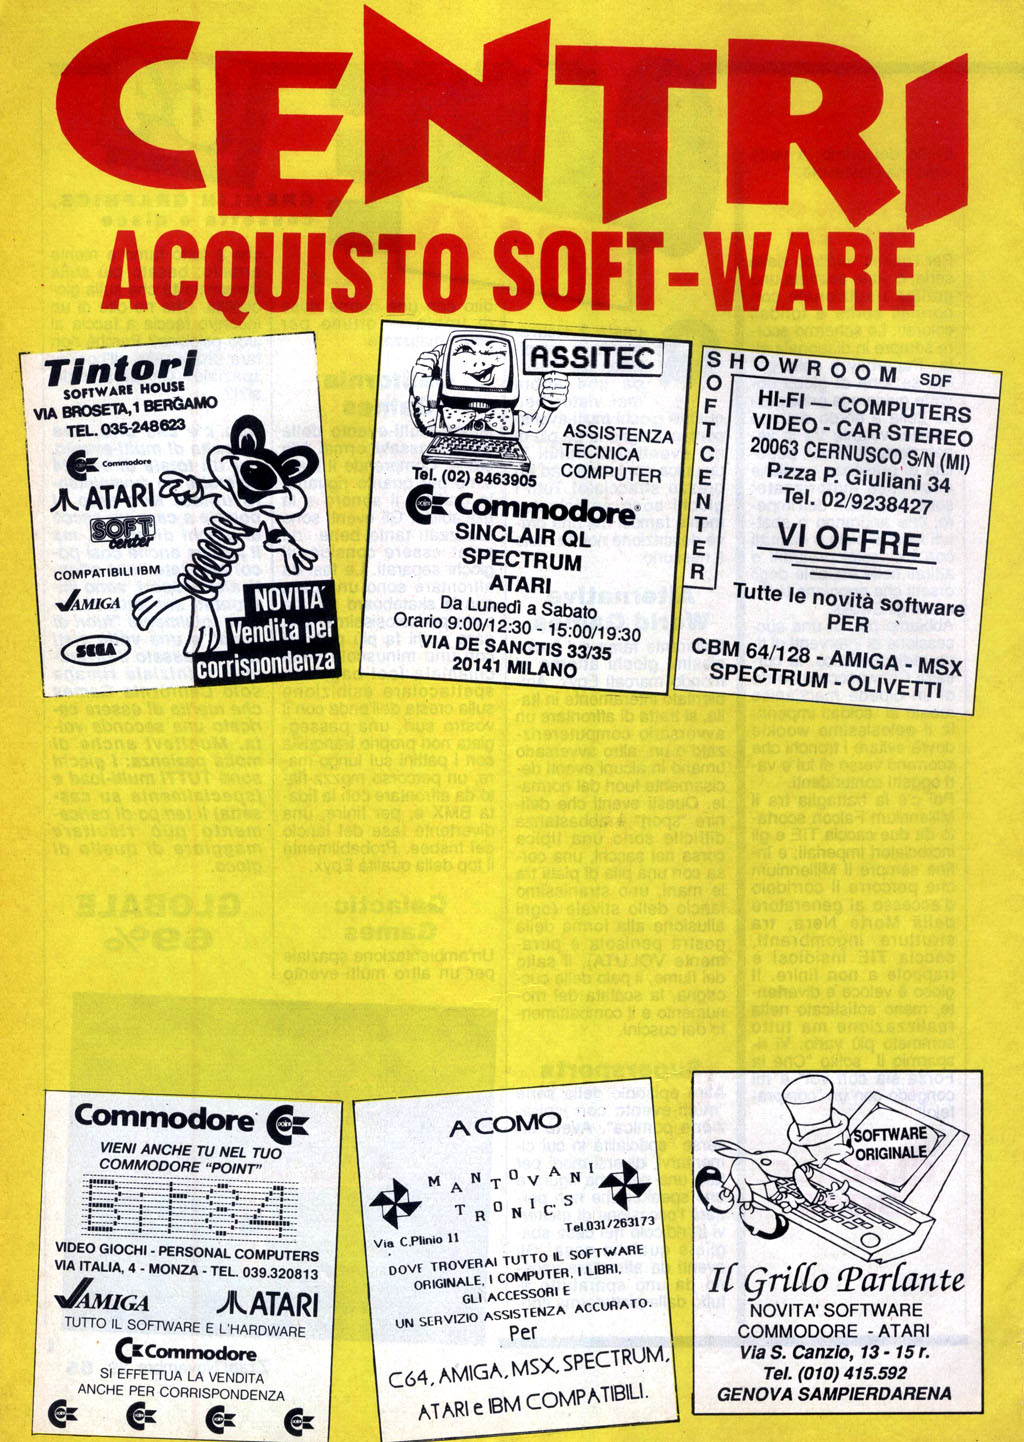 CENTRI
ACQUISTO SOFT-WARE
Tintori
SOFTWARE HOUSE
VIA BROSETA, 1 BERGAMO
TEL. 035-248623
Commodore
ATARI
SOFT
center
COMPATIBILI IBM
AMIGA
SEGA
NOVITA'
Vendita per
corrispondenza
ASSITEC
ASSISTENZA
TECNICA
COMPUTER
Tel. (02) 8463905
Commodore
SINCLAIR QL
SPECTRUM
ATARI
Da Lunedì a Sabato
Orario 9:00/12:30 - 15:00/19:30
VIA DE SANCTIS 33/35
20141 MILANO
SHOWROOM SDF
SOFTCENTER
HI-FI - COMPUTERS
VIDEO - CAR STEREO
20063 CERNUSCO S/N (MI)
P.zza P. Giuliani 34
Tel. 02/9238427
VI OFFRE
Tutte le novità software
PER
CBM 64/128 - AMIGA - MSX
SPECTRUM - OLIVETTI
Commodore
VIENI ANCHE TU NEL TUO
COMMODORE "POINT"
Bit 84
VIDEO GIOCHI - PERSONAL COMPUTERS
VIA ITALIA, 4 - MONZA - TEL. 039.320813
AMIGA
ATARI
TUTTO IL SOFTWARE E L'HARDWARE
Commodore
SI EFFETTUA LA VENDITA
ANCHE PER CORRISPONDENZA
A COMO
MANTOVANI
TRONIC'S
Via C.Plinio 11
Tel.031/263173
DOVE TROVERAI TUTTO IL SOFTWARE
ORIGINALE, I COMPUTER, I LIBRI,
GLI ACCESSORI E
UN SERVIZIO ASSISTENZA ACCURATO.
Per
C64, AMIGA, MSX, SPECTRUM,
ATARI e IBM COMPATIBILI.
SOFTWARE
ORIGINALE
Il Grillo Parlante
NOVITA' SOFTWARE
COMMODORE - ATARI
Via S. Canzio, 13 - 15 r.
Tel. (010) 415.592
GENOVA SAMPIERDARENA